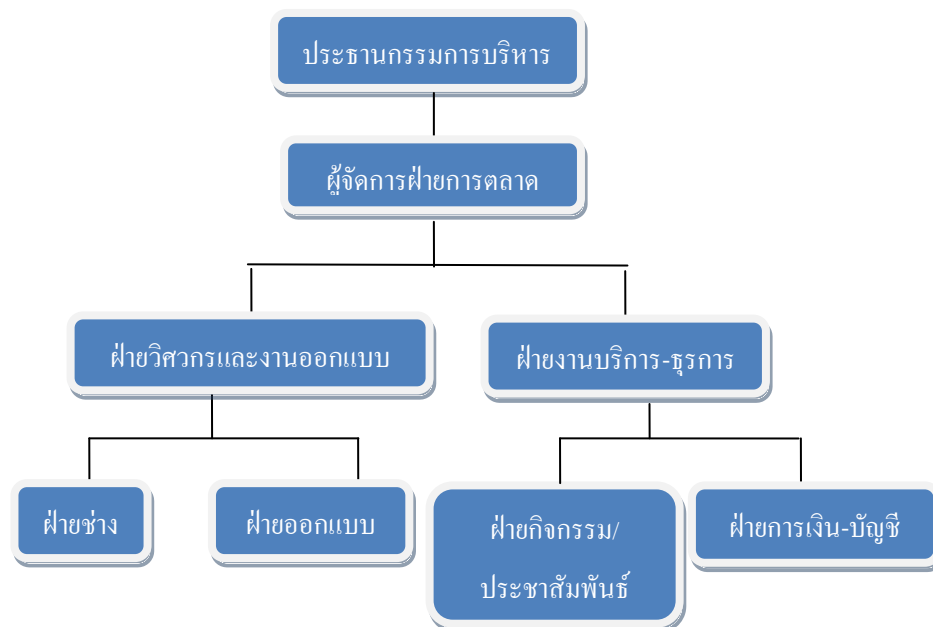 ประธานกรรมการบริหาร
ผู้จัดการฝ่ายการตลาด
ฝ่ายวิศวกรและงานออกแบบ
ฝ่ายงานบริการ-ธุรการ
ฝ่ายช่าง
ฝ่ายออกแบบ
ฝ่ายกิจกรรม/
ประชาสัมพันธ์
ฝ่ายการเงิน-บัญชี